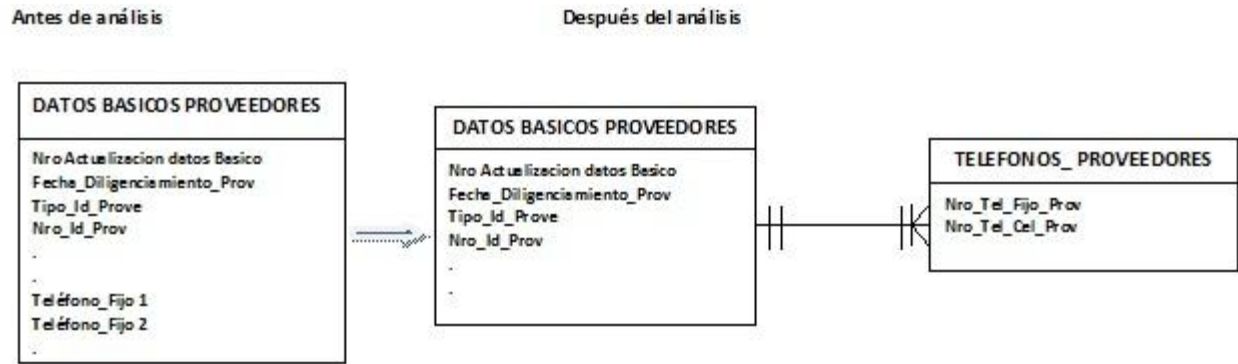 Antes de análisis
Después del análisis
DATOS BASICOS PROVEEDORES
Nro Actualizacion datos Basico
Fecha_Diligenciamiento_Prov
Tipo_Id_Prove
Nro_Id_Prov
.
.
Teléfono_Fijo 1
Teléfono_Fijo 2
.
DATOS BASICOS PROVEEDORES
Nro Actualizacion datos Basico
Fecha_Diligenciamiento_Prov
Tipo_Id_Prove
Nro_Id_Prov
.
.
TELEFONOS_ PROVEEDORES
Nro_Tel_Fijo_Prov
Nro_Tel_Cel_Prov